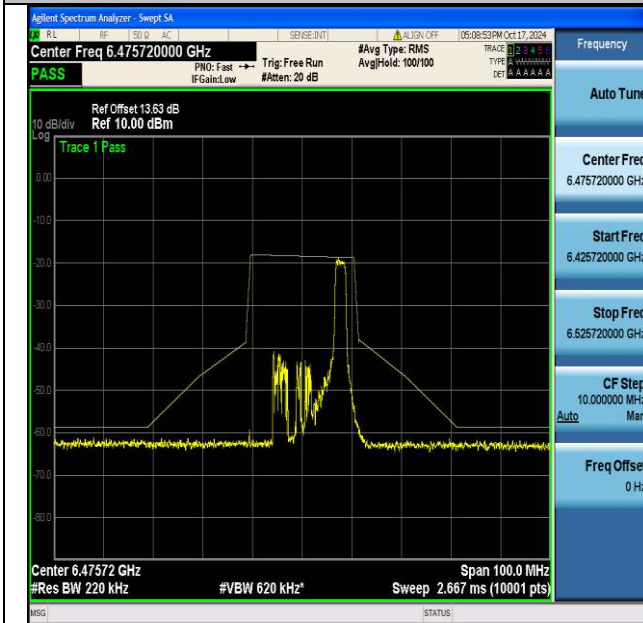 Agilent Spectrum Analyzer - Swept SA
RL RF 50 Ω AC SENSE:INT ALIGN OFF 05:08:53 PM Oct 17, 2024
Center Freq 6.475720000 GHz #Avg Type: RMS TRACE 1 2 3 4 5 6
PNO: Fast Trig: Free Run Avg|Hold: 100/100 TYPE A
PASS IFGain:Low #Atten: 20 dB DET A A A A A A
Ref Offset 13.63 dB
10 dB/div Ref 10.00 dBm
Log
Trace 1 Pass
0.00
-10.0
-20.0
-30.0
-40.0
-50.0
-60.0
-70.0
-80.0
Center 6.47572 GHz Span 100.0 MHz
#Res BW 220 kHz #VBW 620 kHz* Sweep 2.667 ms (10001 pts)
MSG STATUS
Frequency
Auto Tune
Center Freq
6.475720000 GHz
Start Freq
6.425720000 GHz
Stop Freq
6.525720000 GHz
CF Step
10.000000 MHz
Auto Man
Freq Offset
0 Hz